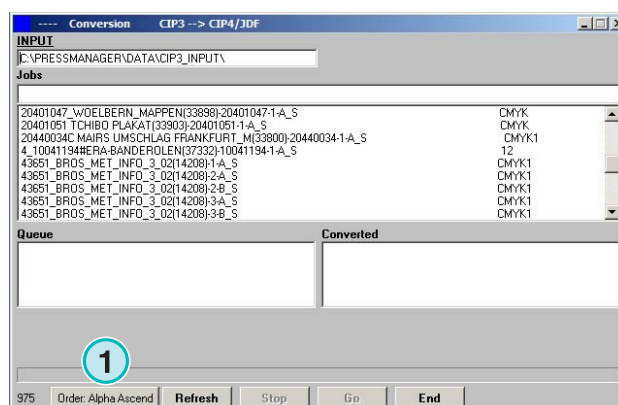 ---- Conversion CIP3 --> CIP4/JDF
INPUT
C:\PRESSMANAGER\DATA\CIP3_INPUT\
Jobs
20401047_WOELBERN_MAPPEN(33898)-20401047-1-A_S CMYK
20401051 TCHIBO PLAKAT(33903)-20401051-1-A_S CMYK
20440034C MAIRS UMSCHLAG FRANKFURT_M(33800)-20440034-1-A_S CMYK1
4_10041194#ERA-BANDEROLEN(37332)-10041194-1-A_S 12
43651_BROS_MET_INFO_3_02(14208)-1-A_S CMYK1
43651_BROS_MET_INFO_3_02(14208)-2-A_S CMYK1
43651_BROS_MET_INFO_3_02(14208)-2-B_S CMYK1
43651_BROS_MET_INFO_3_02(14208)-3-A_S CMYK1
43651_BROS_MET_INFO_3_02(14208)-3-B_S CMYK1
Queue Converted
1
975 Order: Alpha Ascend Refresh Stop Go End